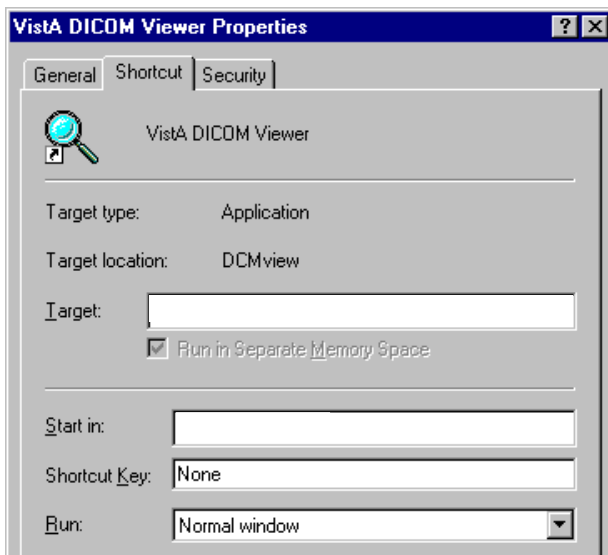 VistA DICOM Viewer Properties
General Shortcut Security
VistA DICOM Viewer
Target type: Application
Target location: DCMview
Target:
Run in Separate Memory Space
Start in:
Shortcut Key: None
Run: Normal window